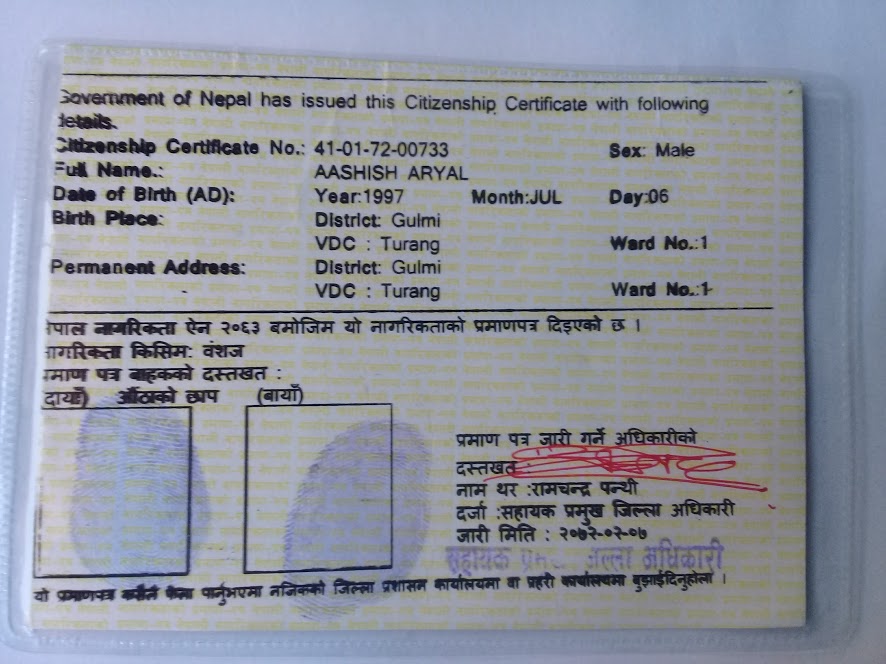 Government of Nepal has issued this Citizenship Certificate with following
details.
Citizenship Certificate No.: 41-01-72-00733 Sex: Male
Full Name.: AASHISH ARYAL
Date of Birth (AD): Year:1997 Month:JUL Day:06
Birth Place: District: Gulmi
VDC : Turang Ward No.:1
Permanent Address: District: Gulmi
VDC : Turang Ward No.:1
नेपाल नागरिकता ऐन २०६३ बमोजिम यो नागरिकताको प्रमाणपत्र दिइएको छ ।
नागरिकता किसिम: वंशज
प्रमाण पत्र बाहकको दस्तखत :
(दायाँ) औंठाको छाप (बायाँ)
प्रमाण पत्र जारी गर्ने अधिकारीको
दस्तखत:
नाम थर :रामचन्द्र पन्थी
दर्जा :सहायक प्रमुख जिल्ला अधिकारी
जारी मिति : २०७२-०२-०७
सहायक प्रमुख जिल्ला अधिकारी
यो प्रमाणपत्र कसैले फेला पार्नुभएमा नजिकको जिल्ला प्रशासन कार्यालयमा वा प्रहरी कार्यालयमा बुझाईदिनुहोला ।